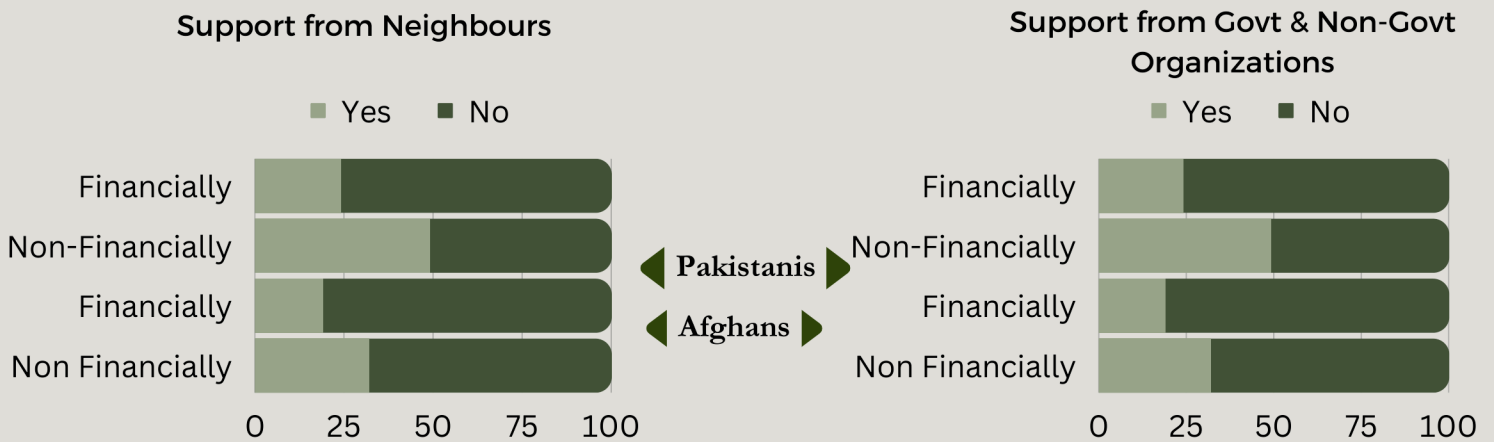 Support from Neighbours
Yes No
Financially
Non-Financially
Financially
Non Financially
0 25 50 75 100
Pakistanis
Afghans
Support from Govt & Non-Govt
Organizations
Yes No
Financially
Non-Financially
Financially
Non Financially
0 25 50 75 100